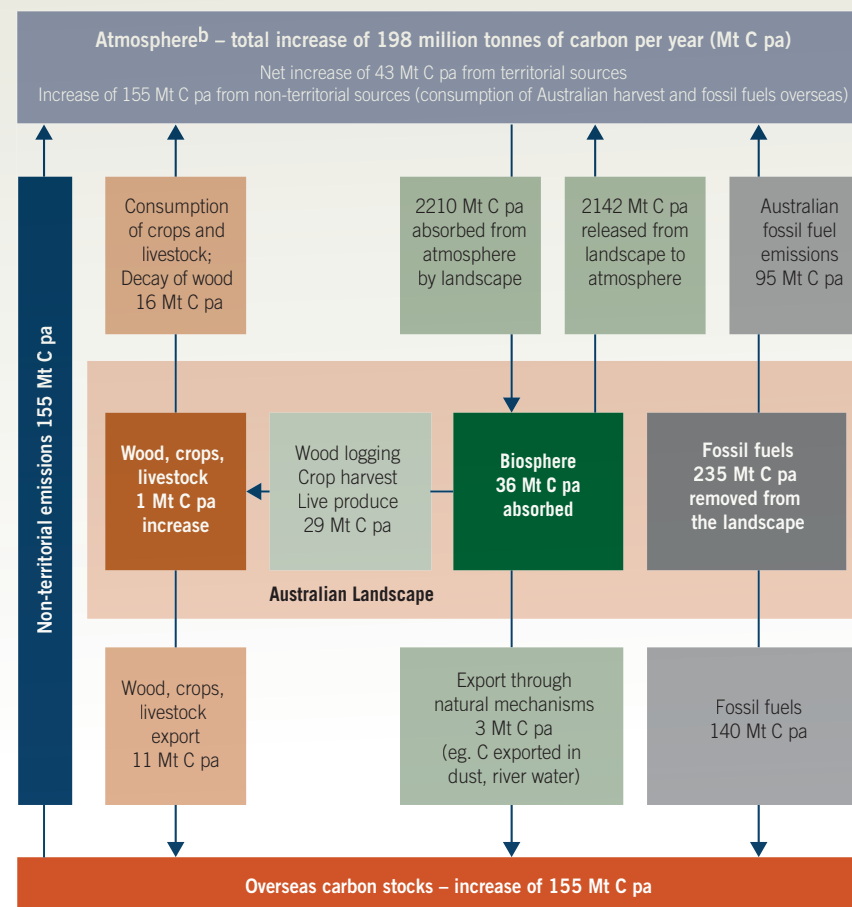 Atmosphereb – total increase of 198 million tonnes of carbon per year (Mt C pa)
Net increase of 43 Mt C pa from territorial sources
Increase of 155 Mt C pa from non-territorial sources (consumption of Australian harvest and fossil fuels overseas)
Non-territorial emissions 155 Mt C pa
Consumption
of crops and
livestock;
Decay of wood
16 Mt C pa
2210 Mt C pa
absorbed from
atmosphere
by landscape
2142 Mt C pa
released from
landscape to
atmosphere
Australian
fossil fuel
emissions
95 Mt C pa
Wood, crops,
livestock
1 Mt C pa
increase
Wood logging
Crop harvest
Live produce
29 Mt C pa
Biosphere
36 Mt C pa
absorbed
Fossil fuels
235 Mt C pa
removed from
the landscape
Australian Landscape
Wood, crops,
livestock
export
11 Mt C pa
Export through
natural mechanisms
3 Mt C pa
(eg. C exported in
dust, river water)
Fossil fuels
140 Mt C pa
Overseas carbon stocks – increase of 155 Mt C pa